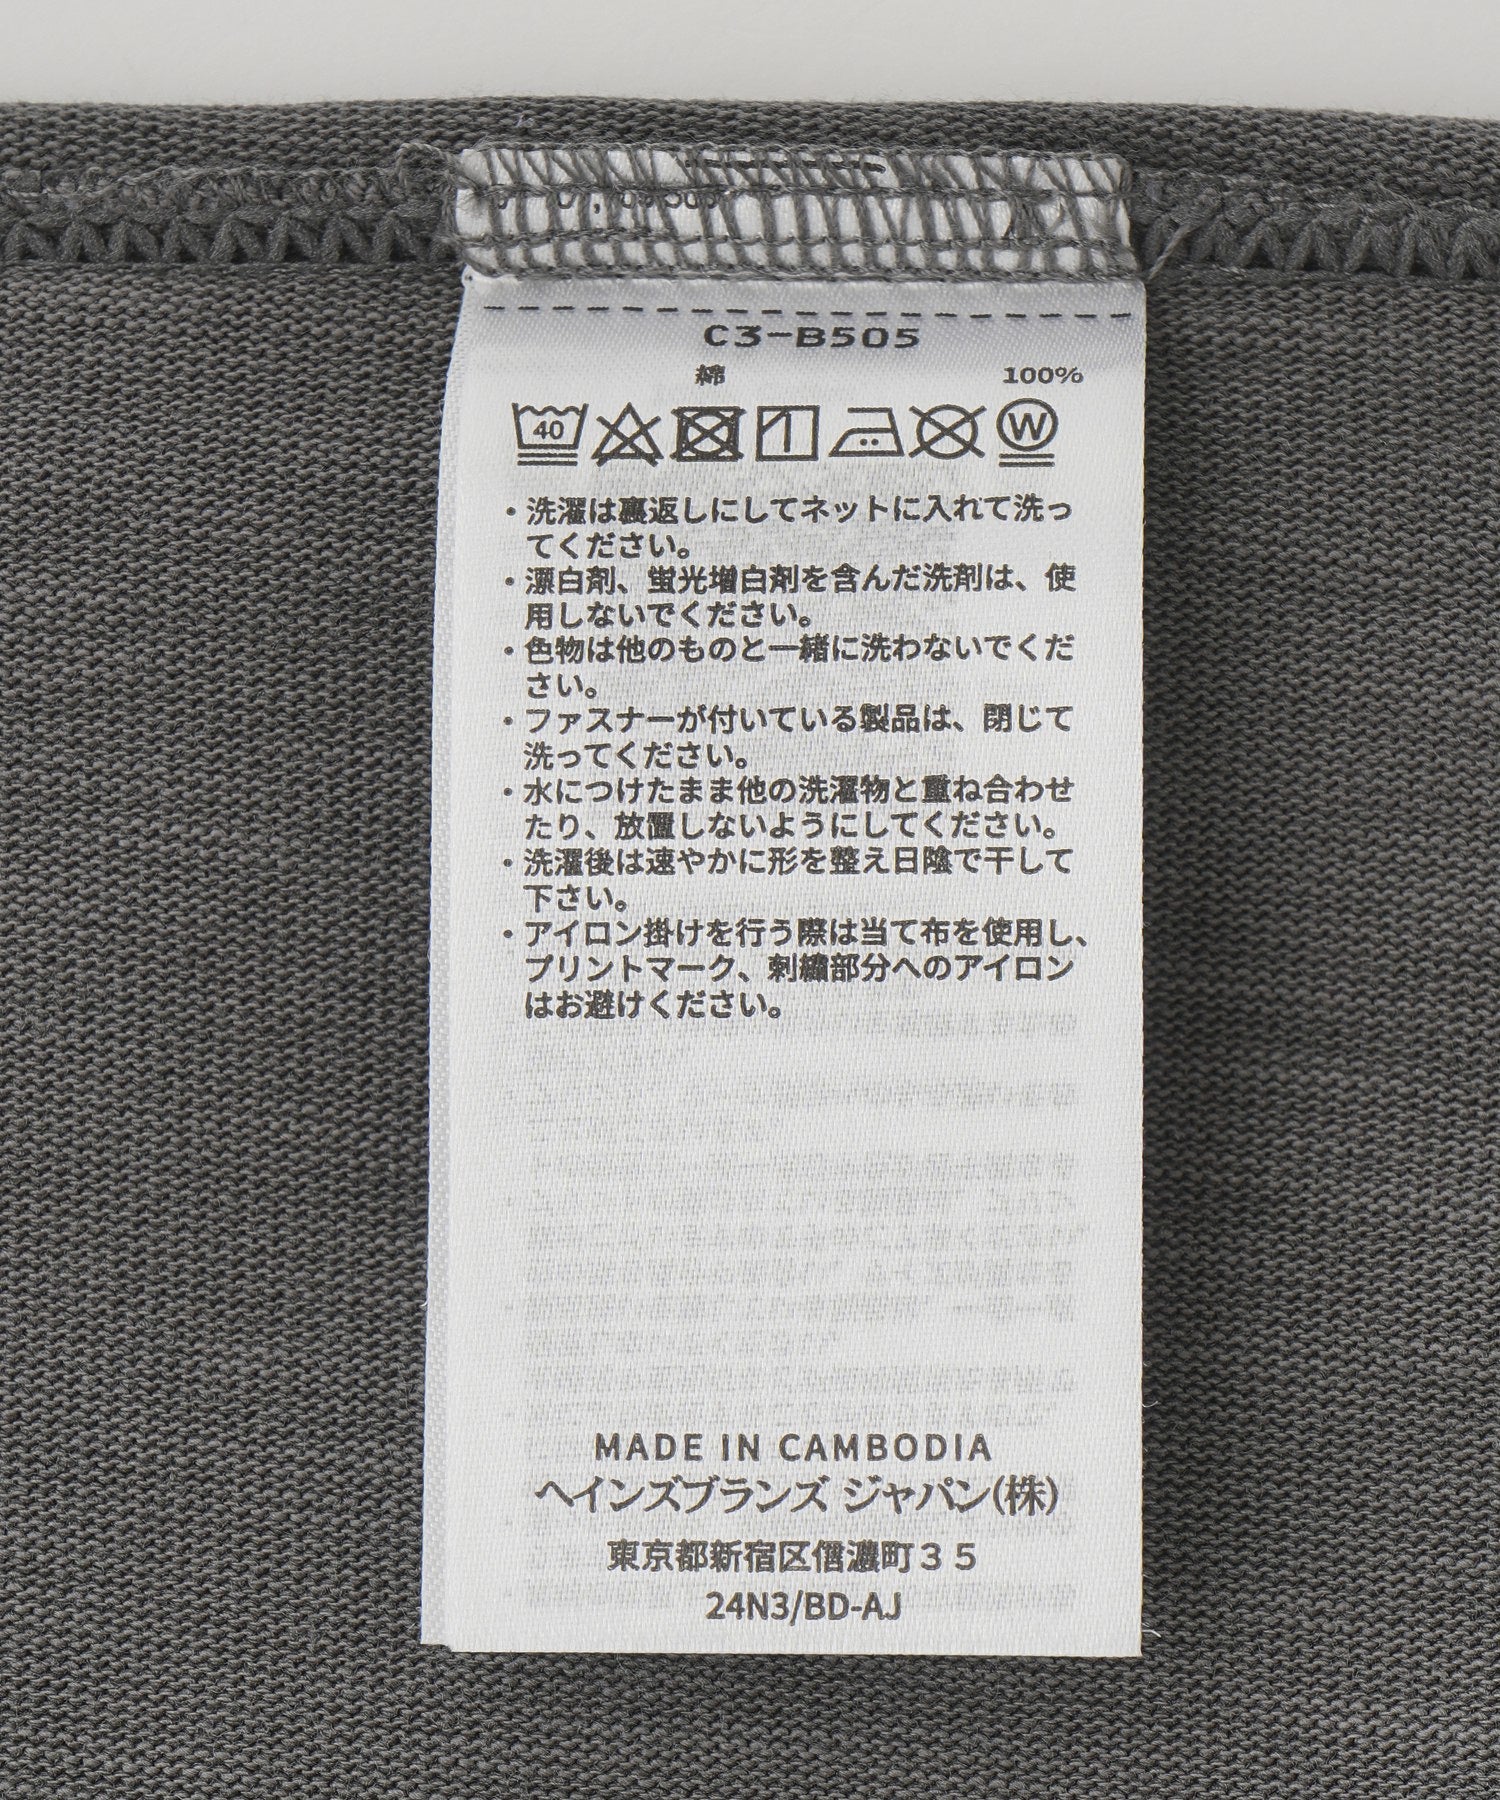 C3-B505
綿 100%
40 W
・洗濯は裏返しにしてネットに入れて洗っ
てください。
・漂白剤、蛍光増白剤を含んだ洗剤は、使
用しないでください。
・色物は他のものと一緒に洗わないでくだ
さい。
・ファスナーが付いている製品は、閉じて
洗ってください。
・水につけたまま他の洗濯物と重ね合わせ
たり、放置しないようにしてください。
・洗濯後は速やかに形を整え日陰で干して
下さい。
・アイロン掛けを行う際は当て布を使用し、
プリントマーク、刺繍部分へのアイロン
はお避けください。
MADE IN CAMBODIA
ヘインズブランズ ジャパン(株)
東京都新宿区信濃町３５
24N3/BD-AJ